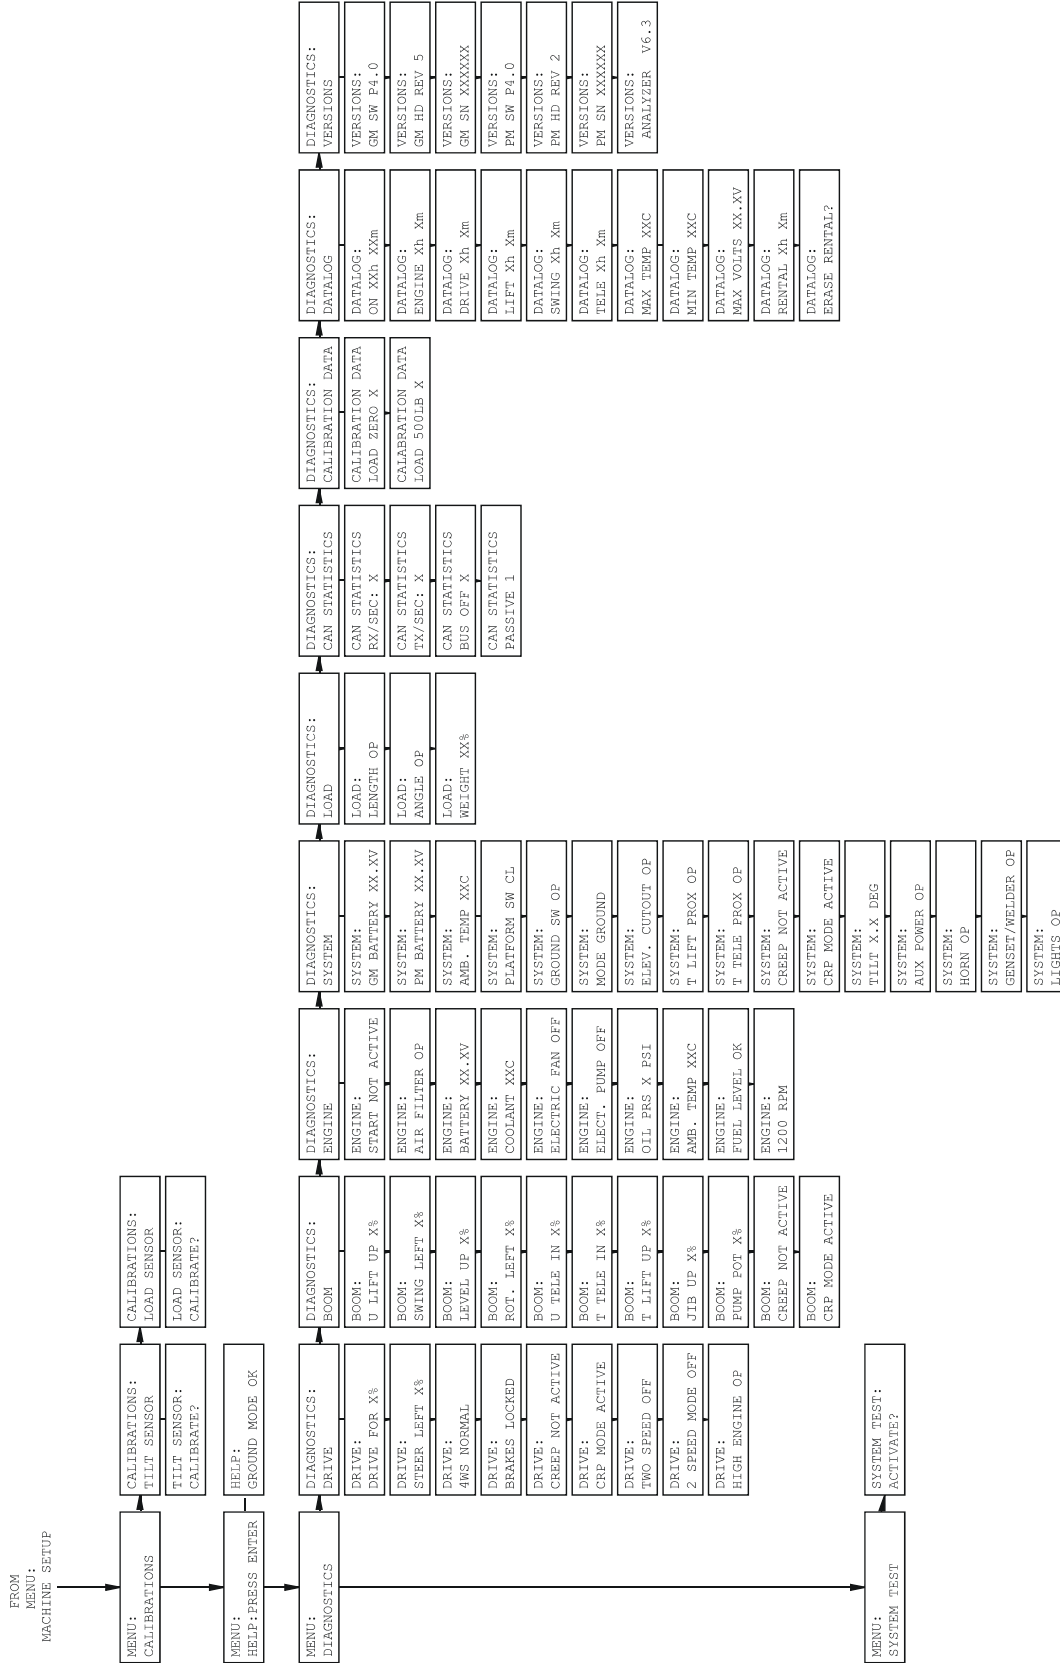 FROM
MENU:
MACHINE SETUP
MENU:
CALIBRATIONS
CALIBRATIONS:
TILT SENSOR
TILT SENSOR:
CALIBRATE?
CALIBRATIONS:
LOAD SENSOR
LOAD SENSOR:
CALIBRATE?
MENU:
HELP:PRESS ENTER
HELP:
GROUND MODE OK
MENU:
DIAGNOSTICS
DIAGNOSTICS:
DRIVE
DRIVE:
DRIVE FOR X%
DRIVE:
STEER LEFT X%
DRIVE:
4WS NORMAL
DRIVE:
BRAKES LOCKED
DRIVE:
CREEP NOT ACTIVE
DRIVE:
CRP MODE ACTIVE
DRIVE:
TWO SPEED OFF
DRIVE:
2 SPEED MODE OFF
DRIVE:
HIGH ENGINE OP
DIAGNOSTICS:
BOOM
BOOM:
U LIFT UP X%
BOOM:
SWING LEFT X%
BOOM:
LEVEL UP X%
BOOM:
ROT. LEFT X%
BOOM:
U TELE IN X%
BOOM:
T TELE IN X%
BOOM:
T LIFT UP X%
BOOM:
JIB UP X%
BOOM:
PUMP POT X%
BOOM:
CREEP NOT ACTIVE
BOOM:
CRP MODE ACTIVE
DIAGNOSTICS:
ENGINE
ENGINE:
START NOT ACTIVE
ENGINE:
AIR FILTER OP
ENGINE:
BATTERY XX.XV
ENGINE:
COOLANT XXC
ENGINE:
ELECTRIC FAN OFF
ENGINE:
ELECT. PUMP OFF
ENGINE:
OIL PRS X PSI
ENGINE:
AMB. TEMP XXC
ENGINE:
FUEL LEVEL OK
ENGINE:
1200 RPM
DIAGNOSTICS:
SYSTEM
SYSTEM:
GM BATTERY XX.XV
SYSTEM:
PM BATTERY XX.XV
SYSTEM:
AMB. TEMP XXC
SYSTEM:
PLATFORM SW CL
SYSTEM:
GROUND SW OP
SYSTEM:
MODE GROUND
SYSTEM:
ELEV. CUTOUT OP
SYSTEM:
T LIFT PROX OP
SYSTEM:
T TELE PROX OP
SYSTEM:
CREEP NOT ACTIVE
SYSTEM:
CRP MODE ACTIVE
SYSTEM:
TILT X.X DEG
SYSTEM:
AUX POWER OP
SYSTEM:
HORN OP
SYSTEM:
GENSET/WELDER OP
SYSTEM:
LIGHTS OP
DIAGNOSTICS:
LOAD
LOAD:
LENGTH OP
LOAD:
ANGLE OP
LOAD:
WEIGHT XX%
DIAGNOSTICS:
CAN STATISTICS
CAN STATISTICS
RX/SEC: X
CAN STATISTICS
TX/SEC: X
CAN STATISTICS
BUS OFF X
CAN STATISTICS
PASSIVE 1
DIAGNOSTICS:
CALIBRATION DATA
CALIBRATION DATA
LOAD ZERO X
CALABRATION DATA
LOAD 500LB X
DIAGNOSTICS:
DATALOG
DATALOG:
ON XXh XXm
DATALOG:
ENGINE Xh Xm
DATALOG:
DRIVE Xh Xm
DATALOG:
LIFT Xh Xm
DATALOG:
SWING Xh Xm
DATALOG:
TELE Xh Xm
DATALOG:
MAX TEMP XXC
DATALOG:
MIN TEMP XXC
DATALOG:
MAX VOLTS XX.XV
DATALOG:
RENTAL Xh Xm
DATALOG:
ERASE RENTAL?
DIAGNOSTICS:
VERSIONS
VERSIONS:
GM SW P4.0
VERSIONS:
GM HD REV 5
VERSIONS:
GM SN XXXXXX
VERSIONS:
PM SW P4.0
VERSIONS:
PM HD REV 2
VERSIONS:
PM SN XXXXXX
VERSIONS:
ANALYZER V6.3
MENU:
SYSTEM TEST
SYSTEM TEST:
ACTIVATE?